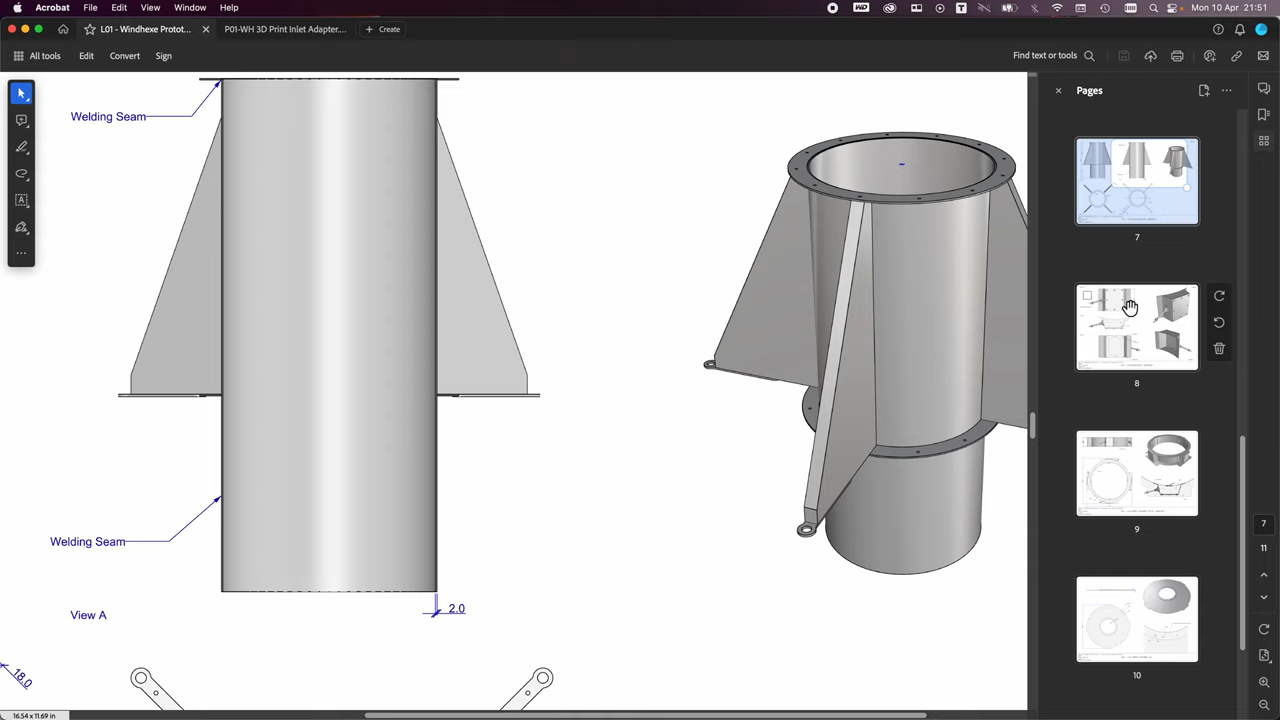 Acrobat File Edit View Window Help
Mon 10 Apr. 21:51
L01 - Windhexe Protot...
P01-WH 3D Print Inlet Adapter....
Create
All tools Edit Convert Sign
Find text or tools
Pages
Welding Seam
7
8
9
7
11
Welding Seam
2.0
View A
18.0
10
16.54 x 11.69 in